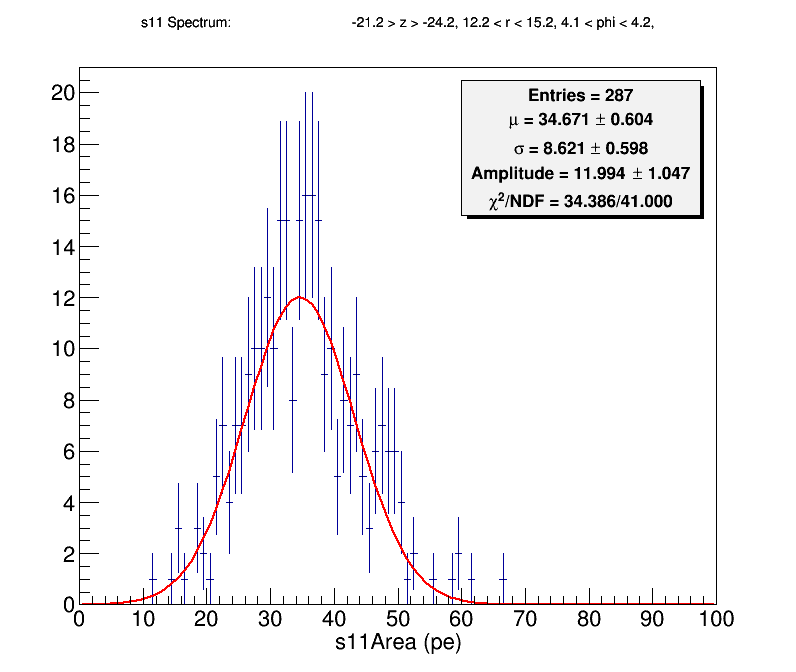 s11 Spectrum: -21.2 > z > -24.2, 12.2 < r < 15.2, 4.1 < phi < 4.2,
Entries = 287
μ = 34.671 ± 0.604
σ = 8.621 ± 0.598
Amplitude = 11.994 ± 1.047
χ²/NDF = 34.386/41.000
20
18
16
14
12
10
8
6
4
2
0
0 10 20 30 40 50 60 70 80 90 100
s11Area (pe)